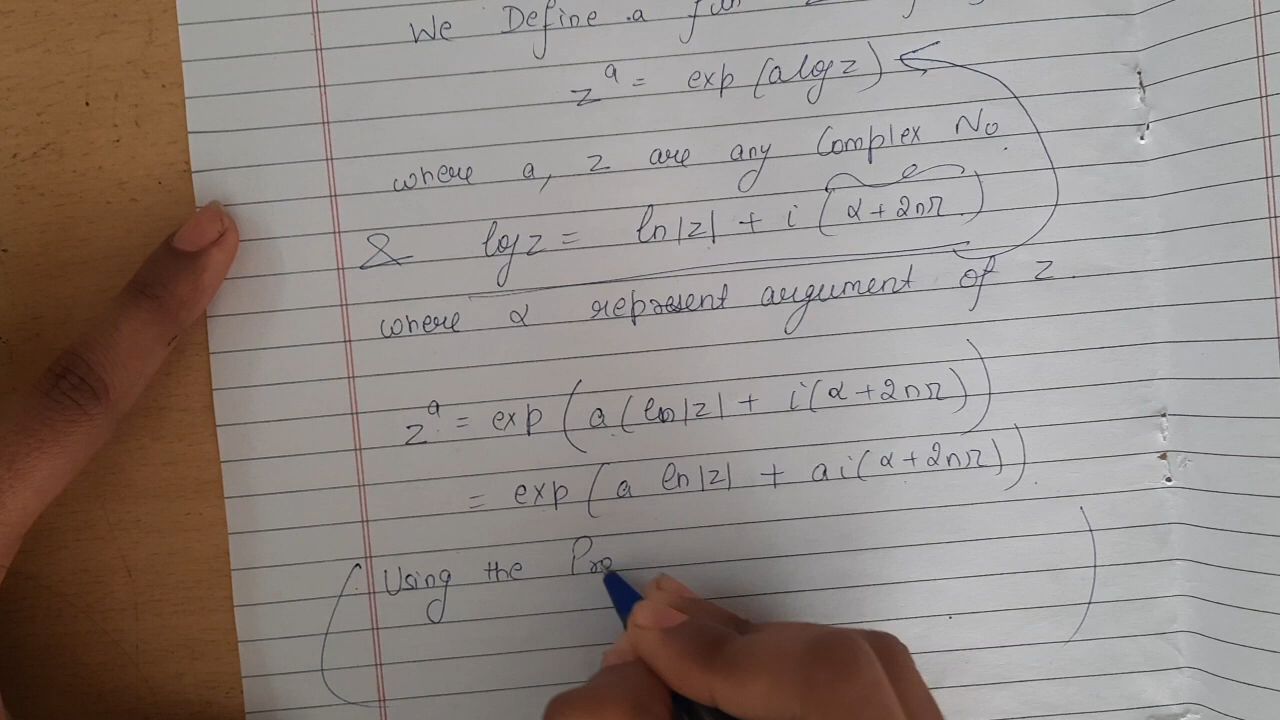 We Define a
z^a = exp (a log z)
where a, z are any Complex No.
& log z = ln|z| + i (α + 2nπ)
where α represent argument of z.
z^a = exp ( a (ln|z| + i(α + 2nπ) )
= exp ( a ln|z| + ai(α + 2nπ) )
( Using the Pro )